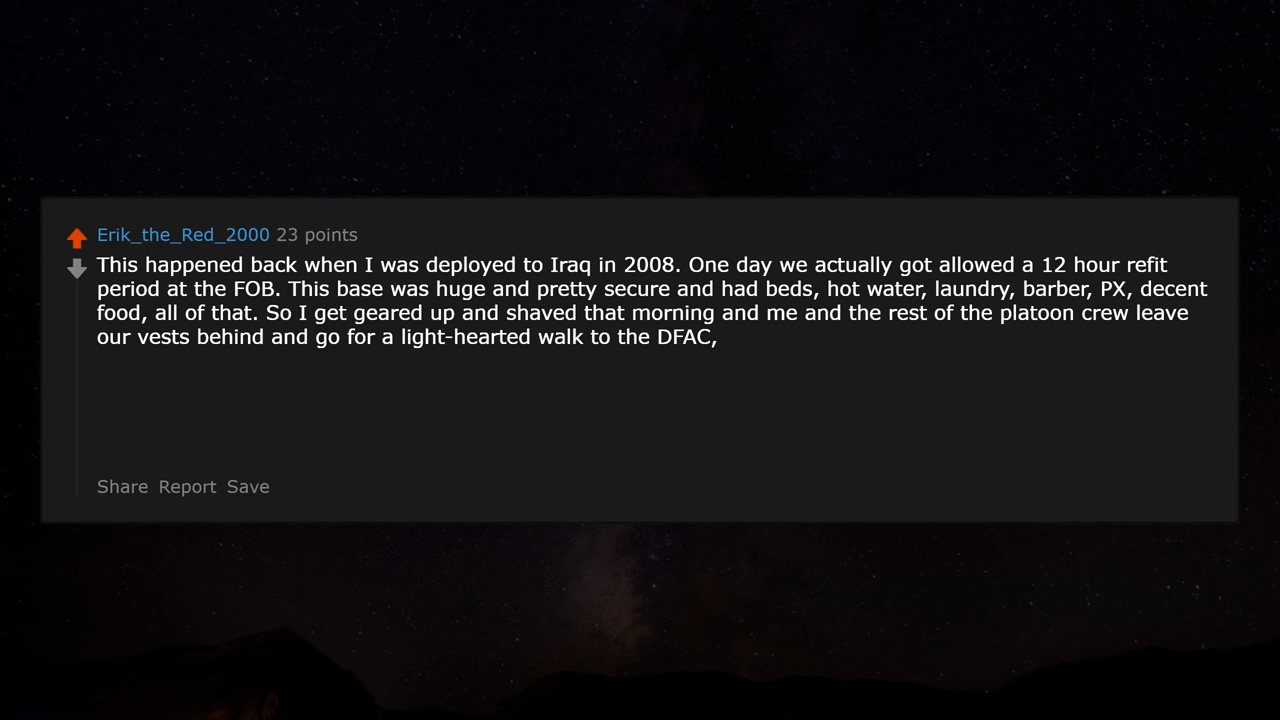 Erik_the_Red_2000 23 points
This happened back when I was deployed to Iraq in 2008. One day we actually got allowed a 12 hour refit
period at the FOB. This base was huge and pretty secure and had beds, hot water, laundry, barber, PX, decent
food, all of that. So I get geared up and shaved that morning and me and the rest of the platoon crew leave
our vests behind and go for a light-hearted walk to the DFAC,
Share Report Save